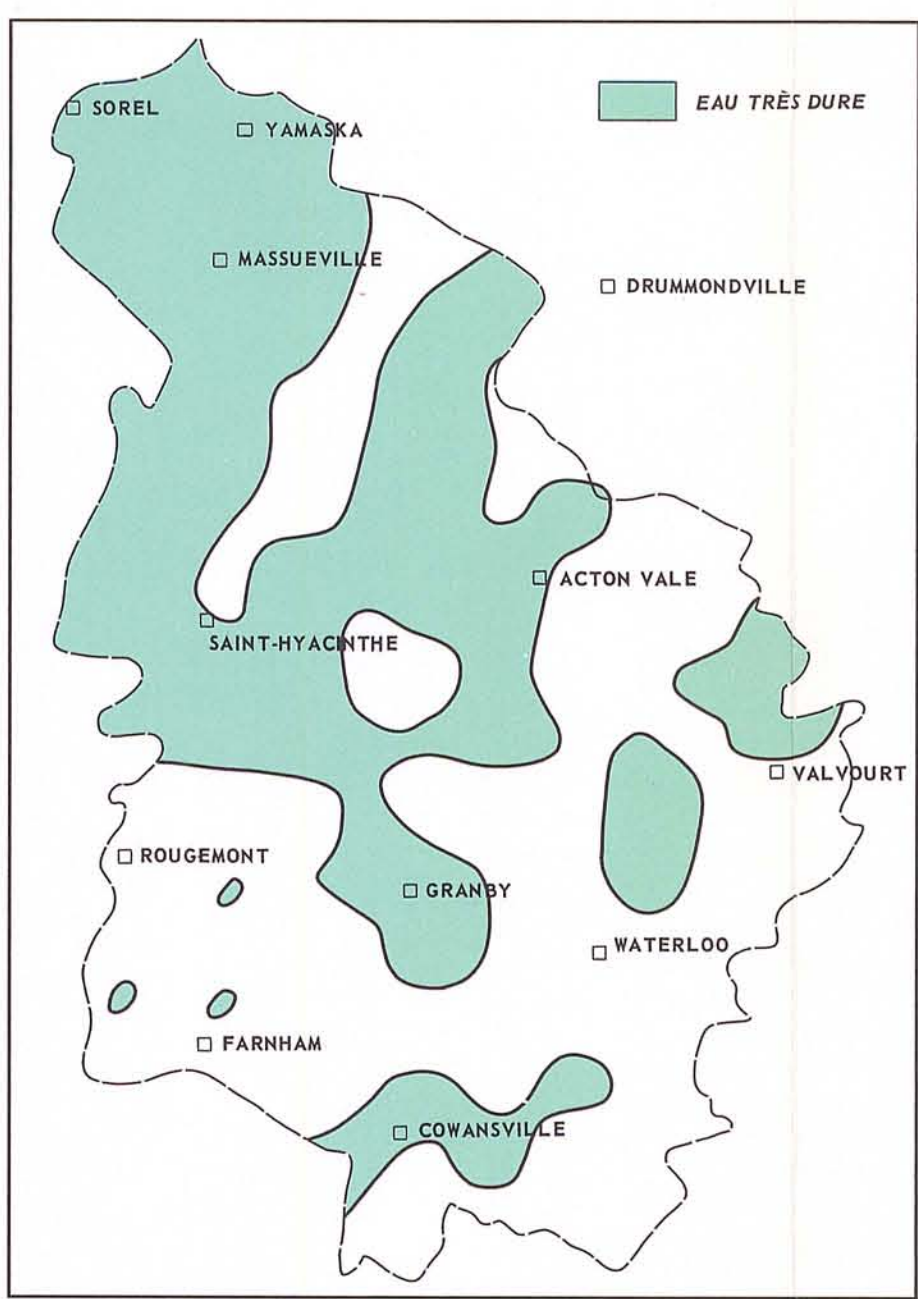 EAU TRÈS DURE
SOREL
YAMASKA
MASSUEVILLE
DRUMMONDVILLE
ACTON VALE
SAINT-HYACINTHE
VALVOURT
ROUGEMONT
GRANBY
WATERLOO
FARNHAM
COWANSVILLE